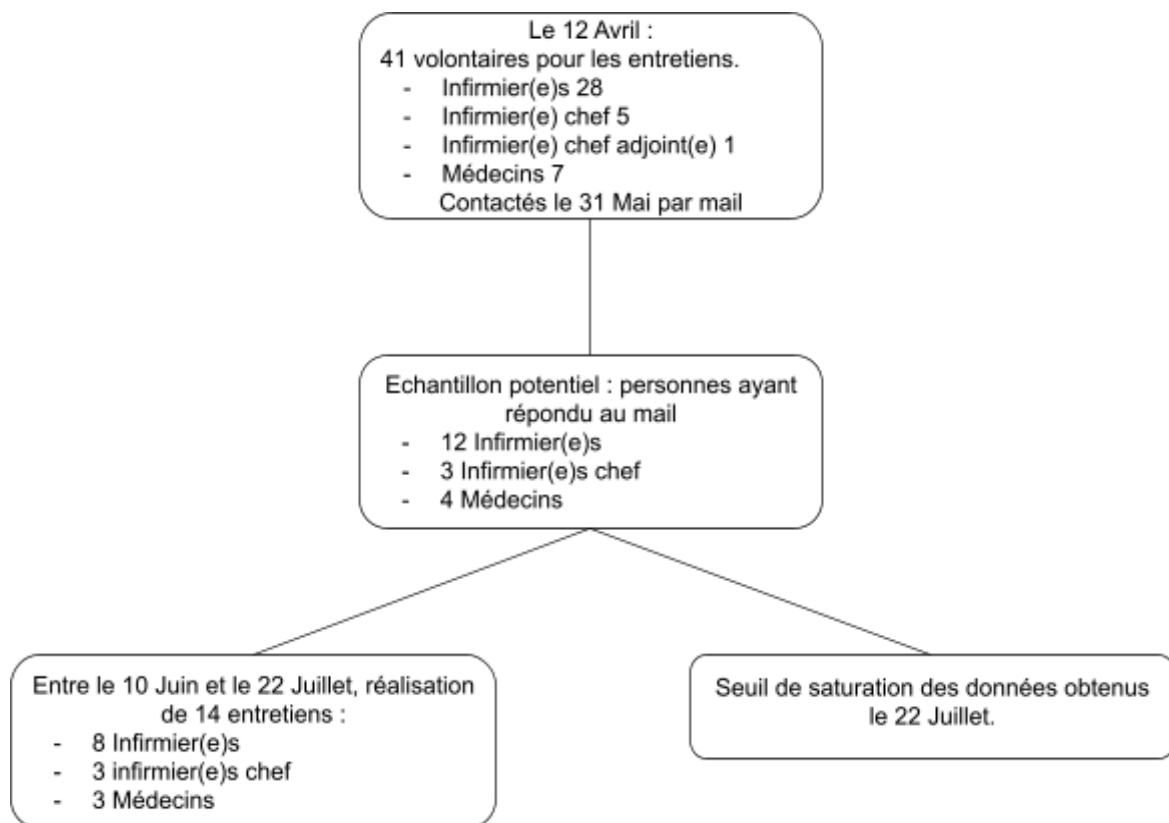 Le 12 Avril :
41 volontaires pour les entretiens.
- Infirmier(e)s 28
- Infirmier(e) chef 5
- Infirmier(e) chef adjoint(e) 1
- Médecins 7
Contactés le 31 Mai par mail
Echantillon potentiel : personnes ayant
répondu au mail
- 12 Infirmier(e)s
- 3 Infirmier(e)s chef
- 4 Médecins
Entre le 10 Juin et le 22 Juillet, réalisation
de 14 entretiens :
- 8 Infirmier(e)s
- 3 infirmier(e)s chef
- 3 Médecins
Seuil de saturation des données obtenus
le 22 Juillet.